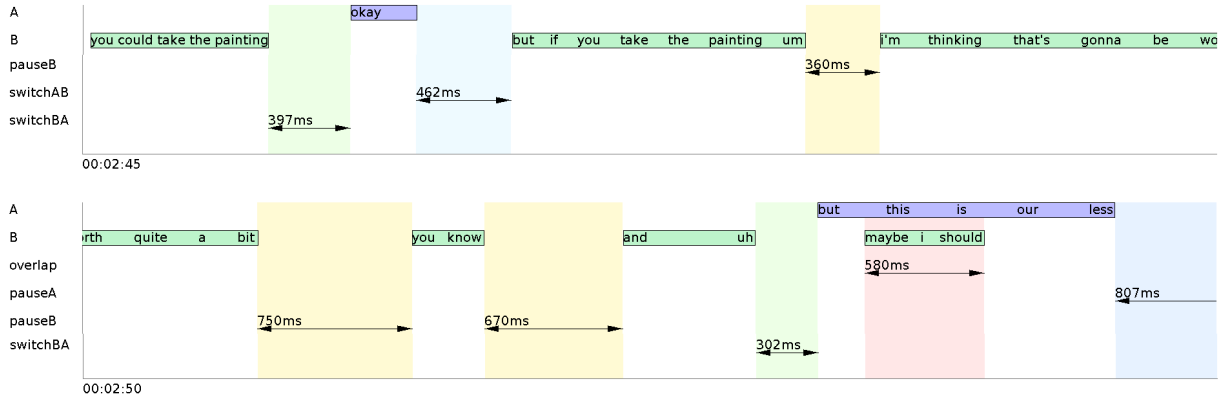 A okay
B you could take the painting but if you take the painting um i'm thinking that's gonna be wo
pauseB 360ms
switchAB 462ms
switchBA 397ms
00:02:45
A but this is our less
B orth quite a bit you know and uh maybe i should
overlap 580ms
pauseA 807ms
pauseB 750ms 670ms
switchBA 302ms
00:02:50